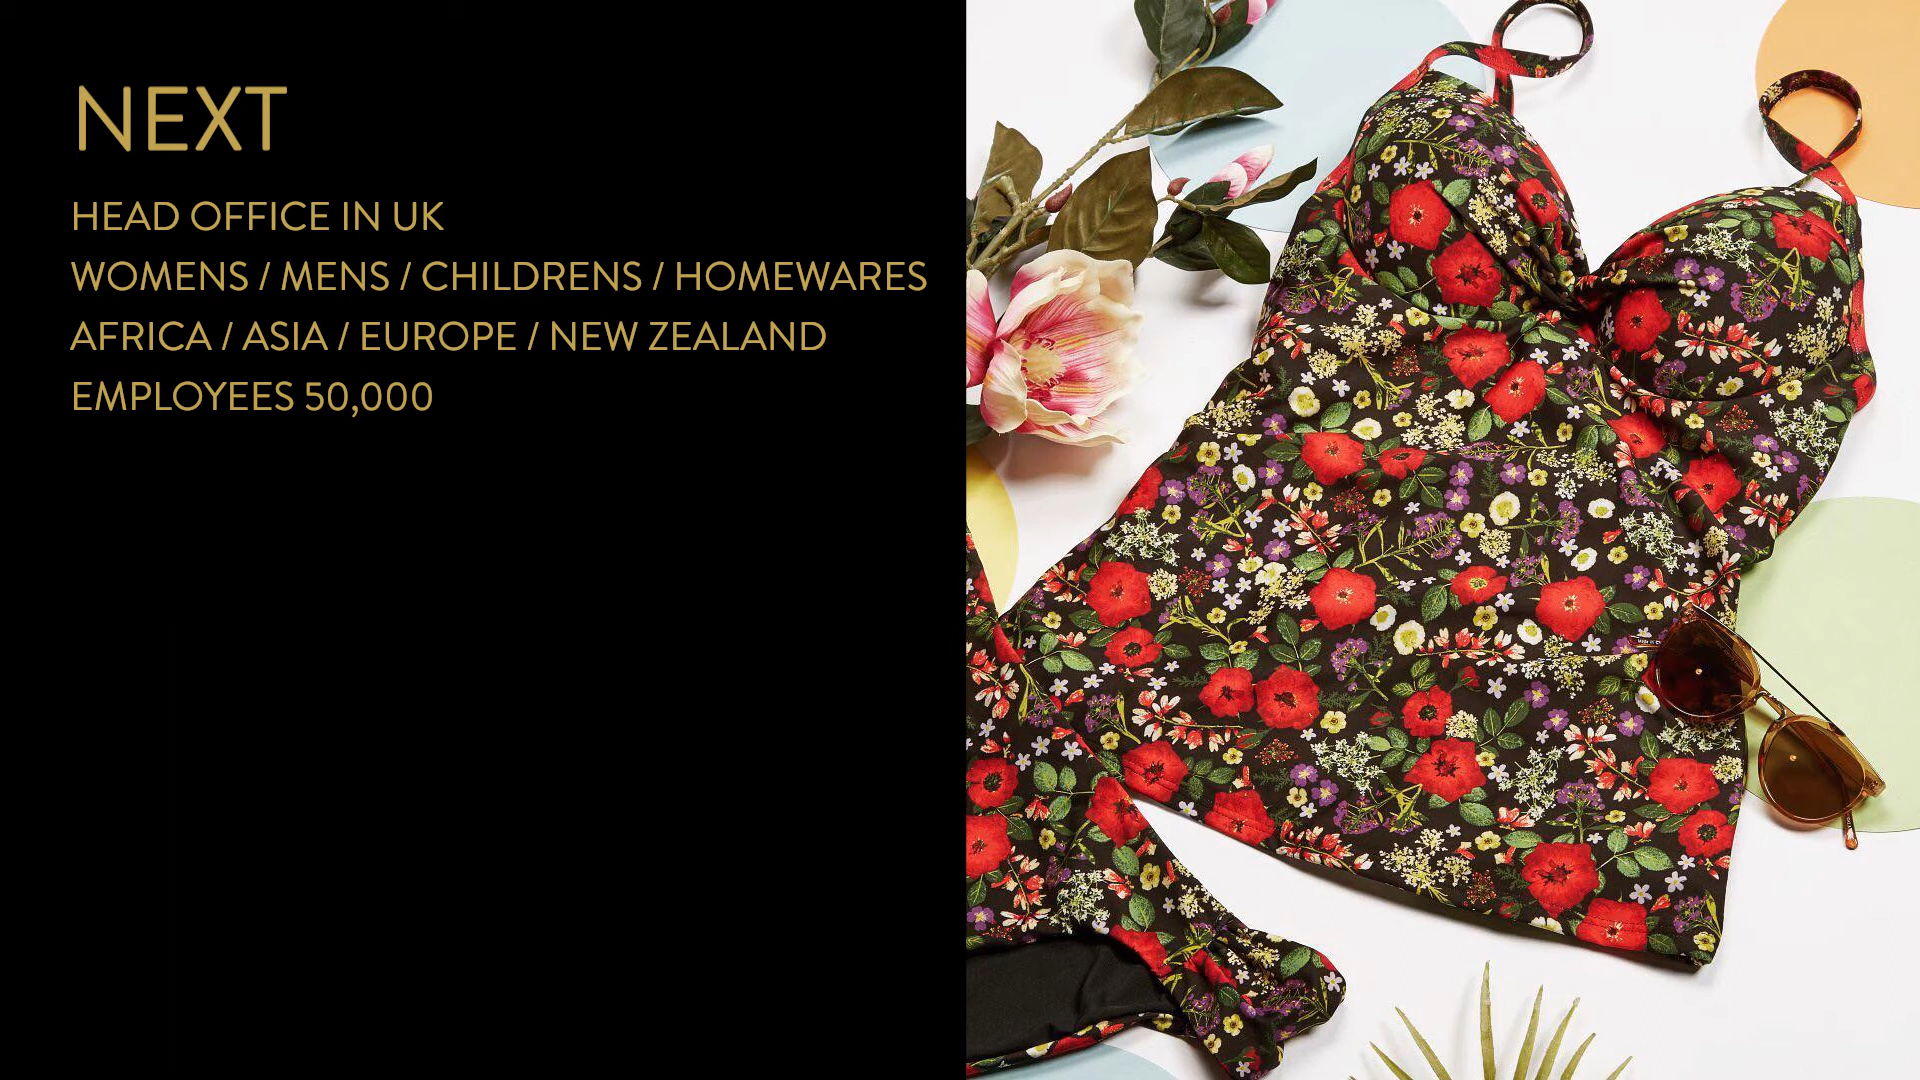 NEXT
HEAD OFFICE IN UK
WOMENS / MENS / CHILDRENS / HOMEWARES
AFRICA / ASIA / EUROPE / NEW ZEALAND
EMPLOYEES 50,000